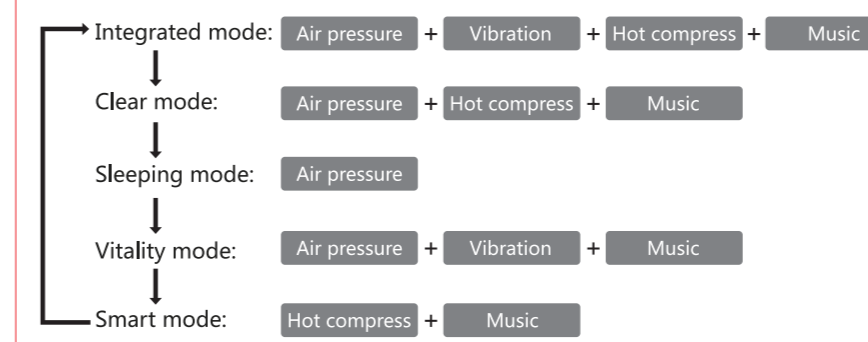 Integrated mode: Air pressure + Vibration + Hot compress + Music
Clear mode: Air pressure + Hot compress + Music
Sleeping mode: Air pressure
Vitality mode: Air pressure + Vibration + Music
Smart mode: Hot compress + Music